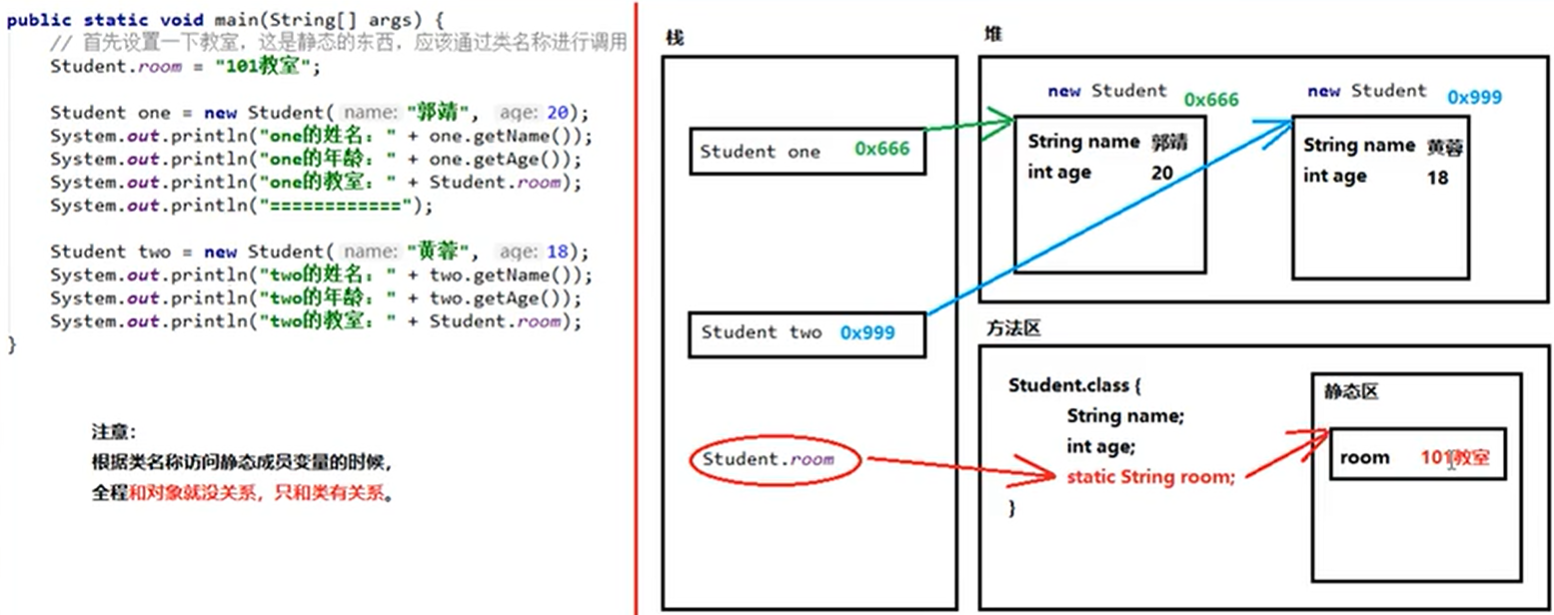 public static void main(String[] args) {
// 首先设置一下教室，这是静态的东西，应该通过类名称进行调用
Student.room = "101教室";
Student one = new Student( name: "郭靖", age: 20);
System.out.println("one的姓名：" + one.getName());
System.out.println("one的年龄：" + one.getAge());
System.out.println("one的教室：" + Student.room);
System.out.println("============");
Student two = new Student( name: "黄蓉", age: 18);
System.out.println("two的姓名：" + two.getName());
System.out.println("two的年龄：" + two.getAge());
System.out.println("two的教室：" + Student.room);
}
注意：
根据类名称访问静态成员变量的时候，
全程和对象就没关系，只和类有关系。
栈
Student one 0x666
Student two 0x999
Student.room
堆
new Student 0x666
String name 郭靖
int age 20
new Student 0x999
String name 黄蓉
int age 18
方法区
Student.class {
String name;
int age;
static String room;
}
静态区
room 101教室